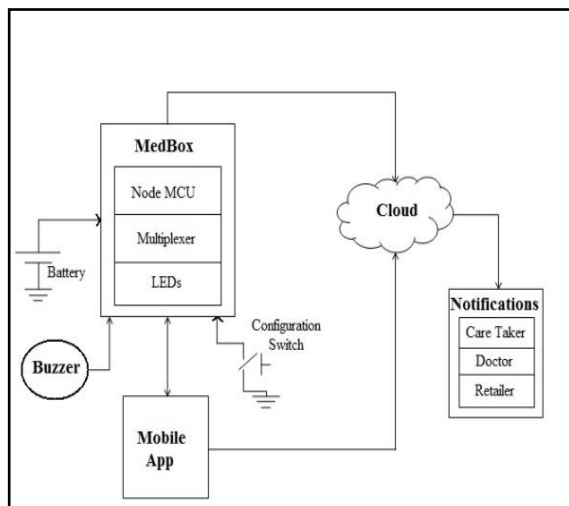 MedBox
Node MCU
Multiplexer
LEDs
Battery
Buzzer
Configuration
Switch
Mobile
App
Cloud
Notifications
Care Taker
Doctor
Retailer